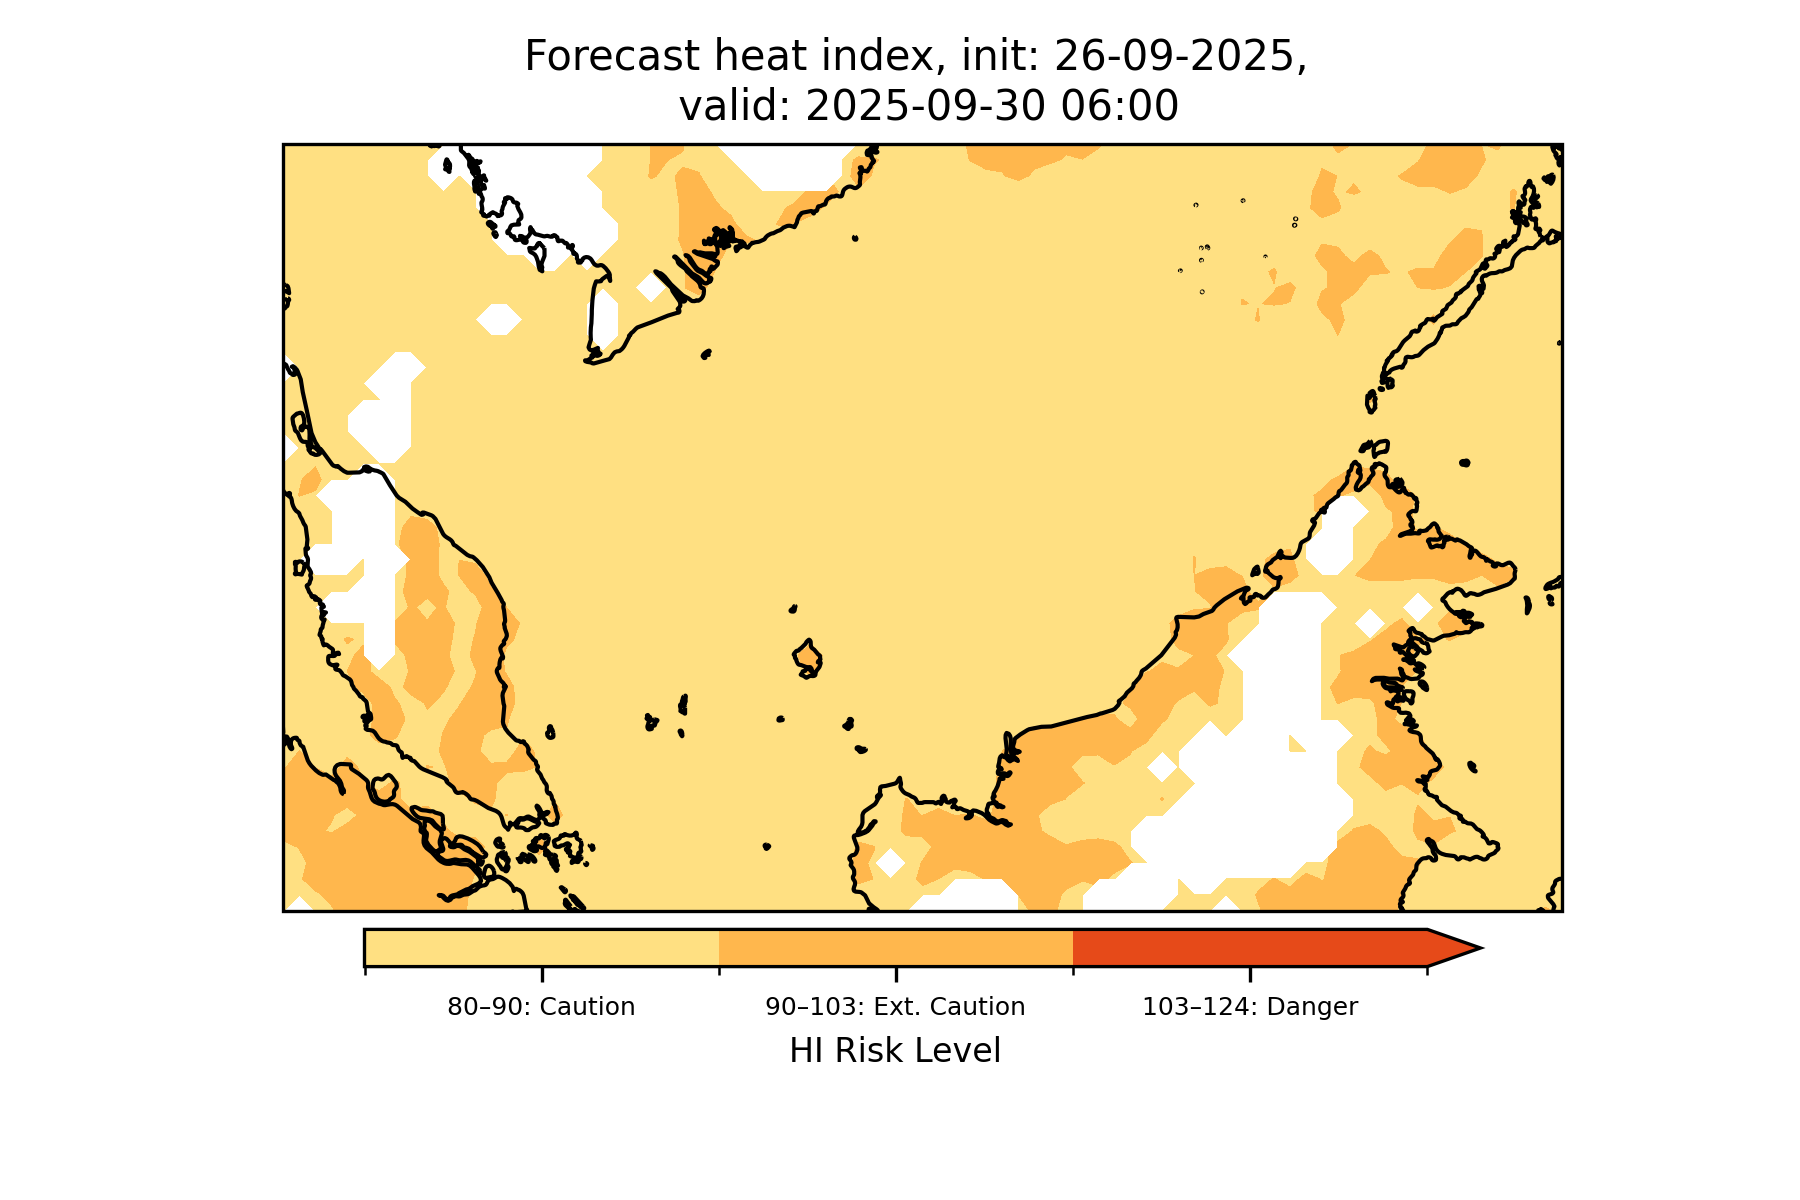 Forecast heat index, init: 26-09-2025,
valid: 2025-09-30 06:00
80–90: Caution
90–103: Ext. Caution
103–124: Danger
HI Risk Level